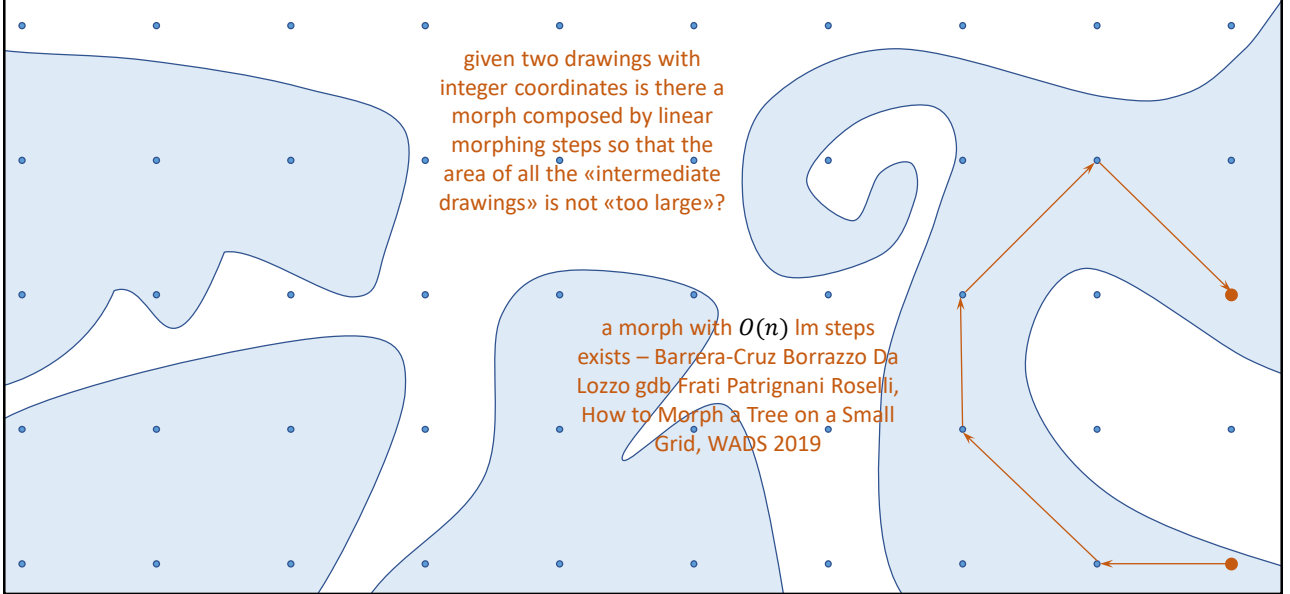 given two drawings with
integer coordinates is there a
morph composed by linear
morphing steps so that the
area of all the «intermediate
drawings» is not «too large»?
a morph with O(n) lm steps
exists – Barrera-Cruz Borrazzo Da
Lozzo gdb Frati Patrignani Roselli,
How to Morph a Tree on a Small
Grid, WADS 2019